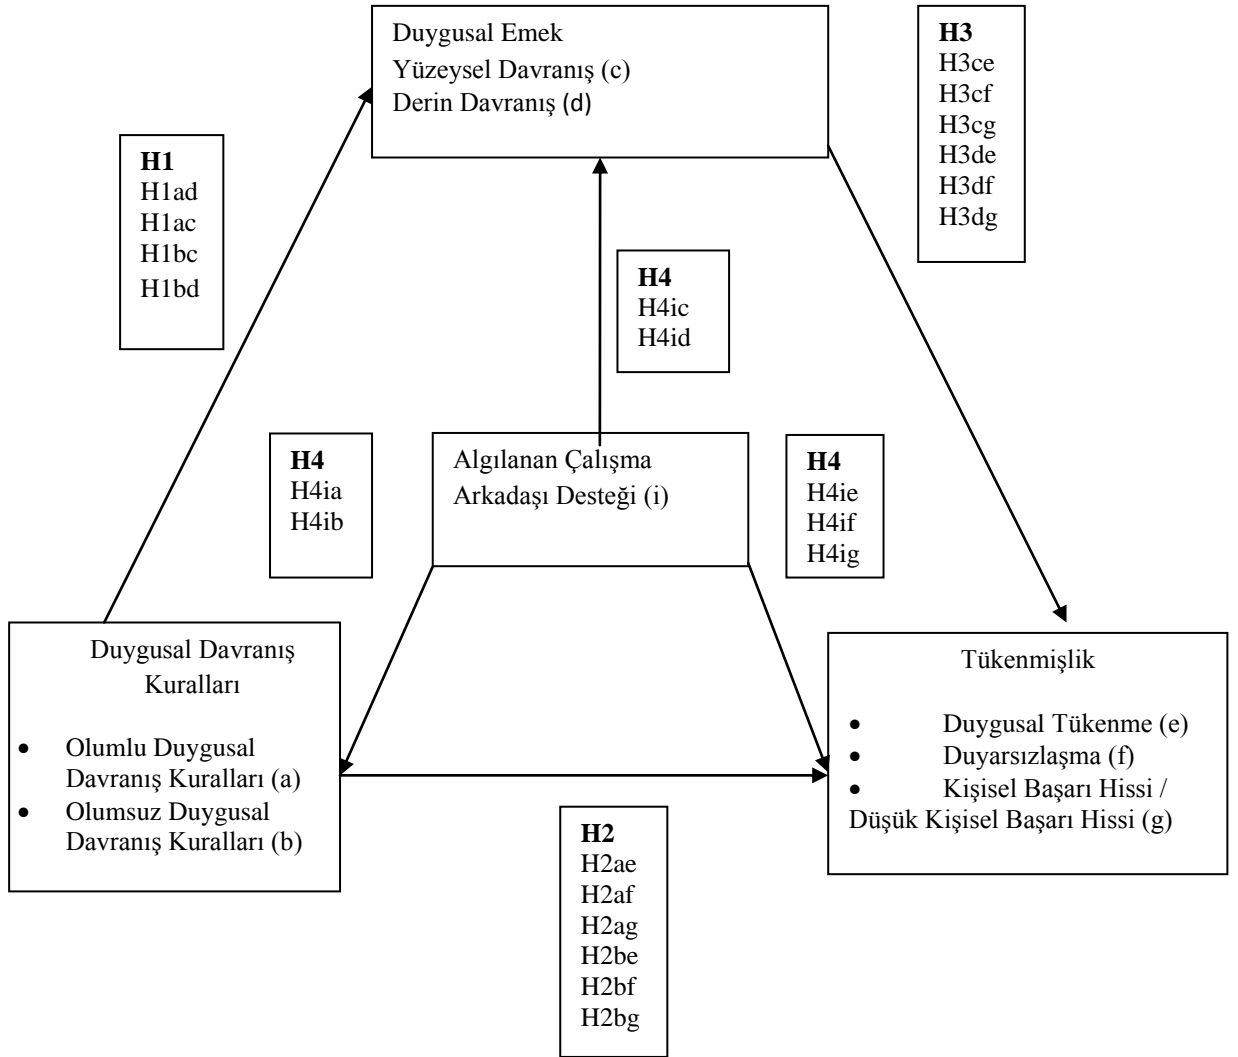 Duygusal Emek
Yüzeysel Davranış (c)
Derin Davranış (d)
H3
H3ce
H3cf
H3cg
H3de
H3df
H3dg
H1
H1ad
H1ac
H1bc
H1bd
H4
H4ic
H4id
H4
H4ia
H4ib
Algılanan Çalışma
Arkadaşı Desteği (i)
H4
H4ie
H4if
H4ig
Duygusal Davranış
Kuralları
• Olumlu Duygusal
Davranış Kuralları (a)
• Olumsuz Duygusal
Davranış Kuralları (b)
Tükenmişlik
• Duygusal Tükenme (e)
• Duyarsızlaşma (f)
• Kişisel Başarı Hissi /
Düşük Kişisel Başarı Hissi (g)
H2
H2ae
H2af
H2ag
H2be
H2bf
H2bg